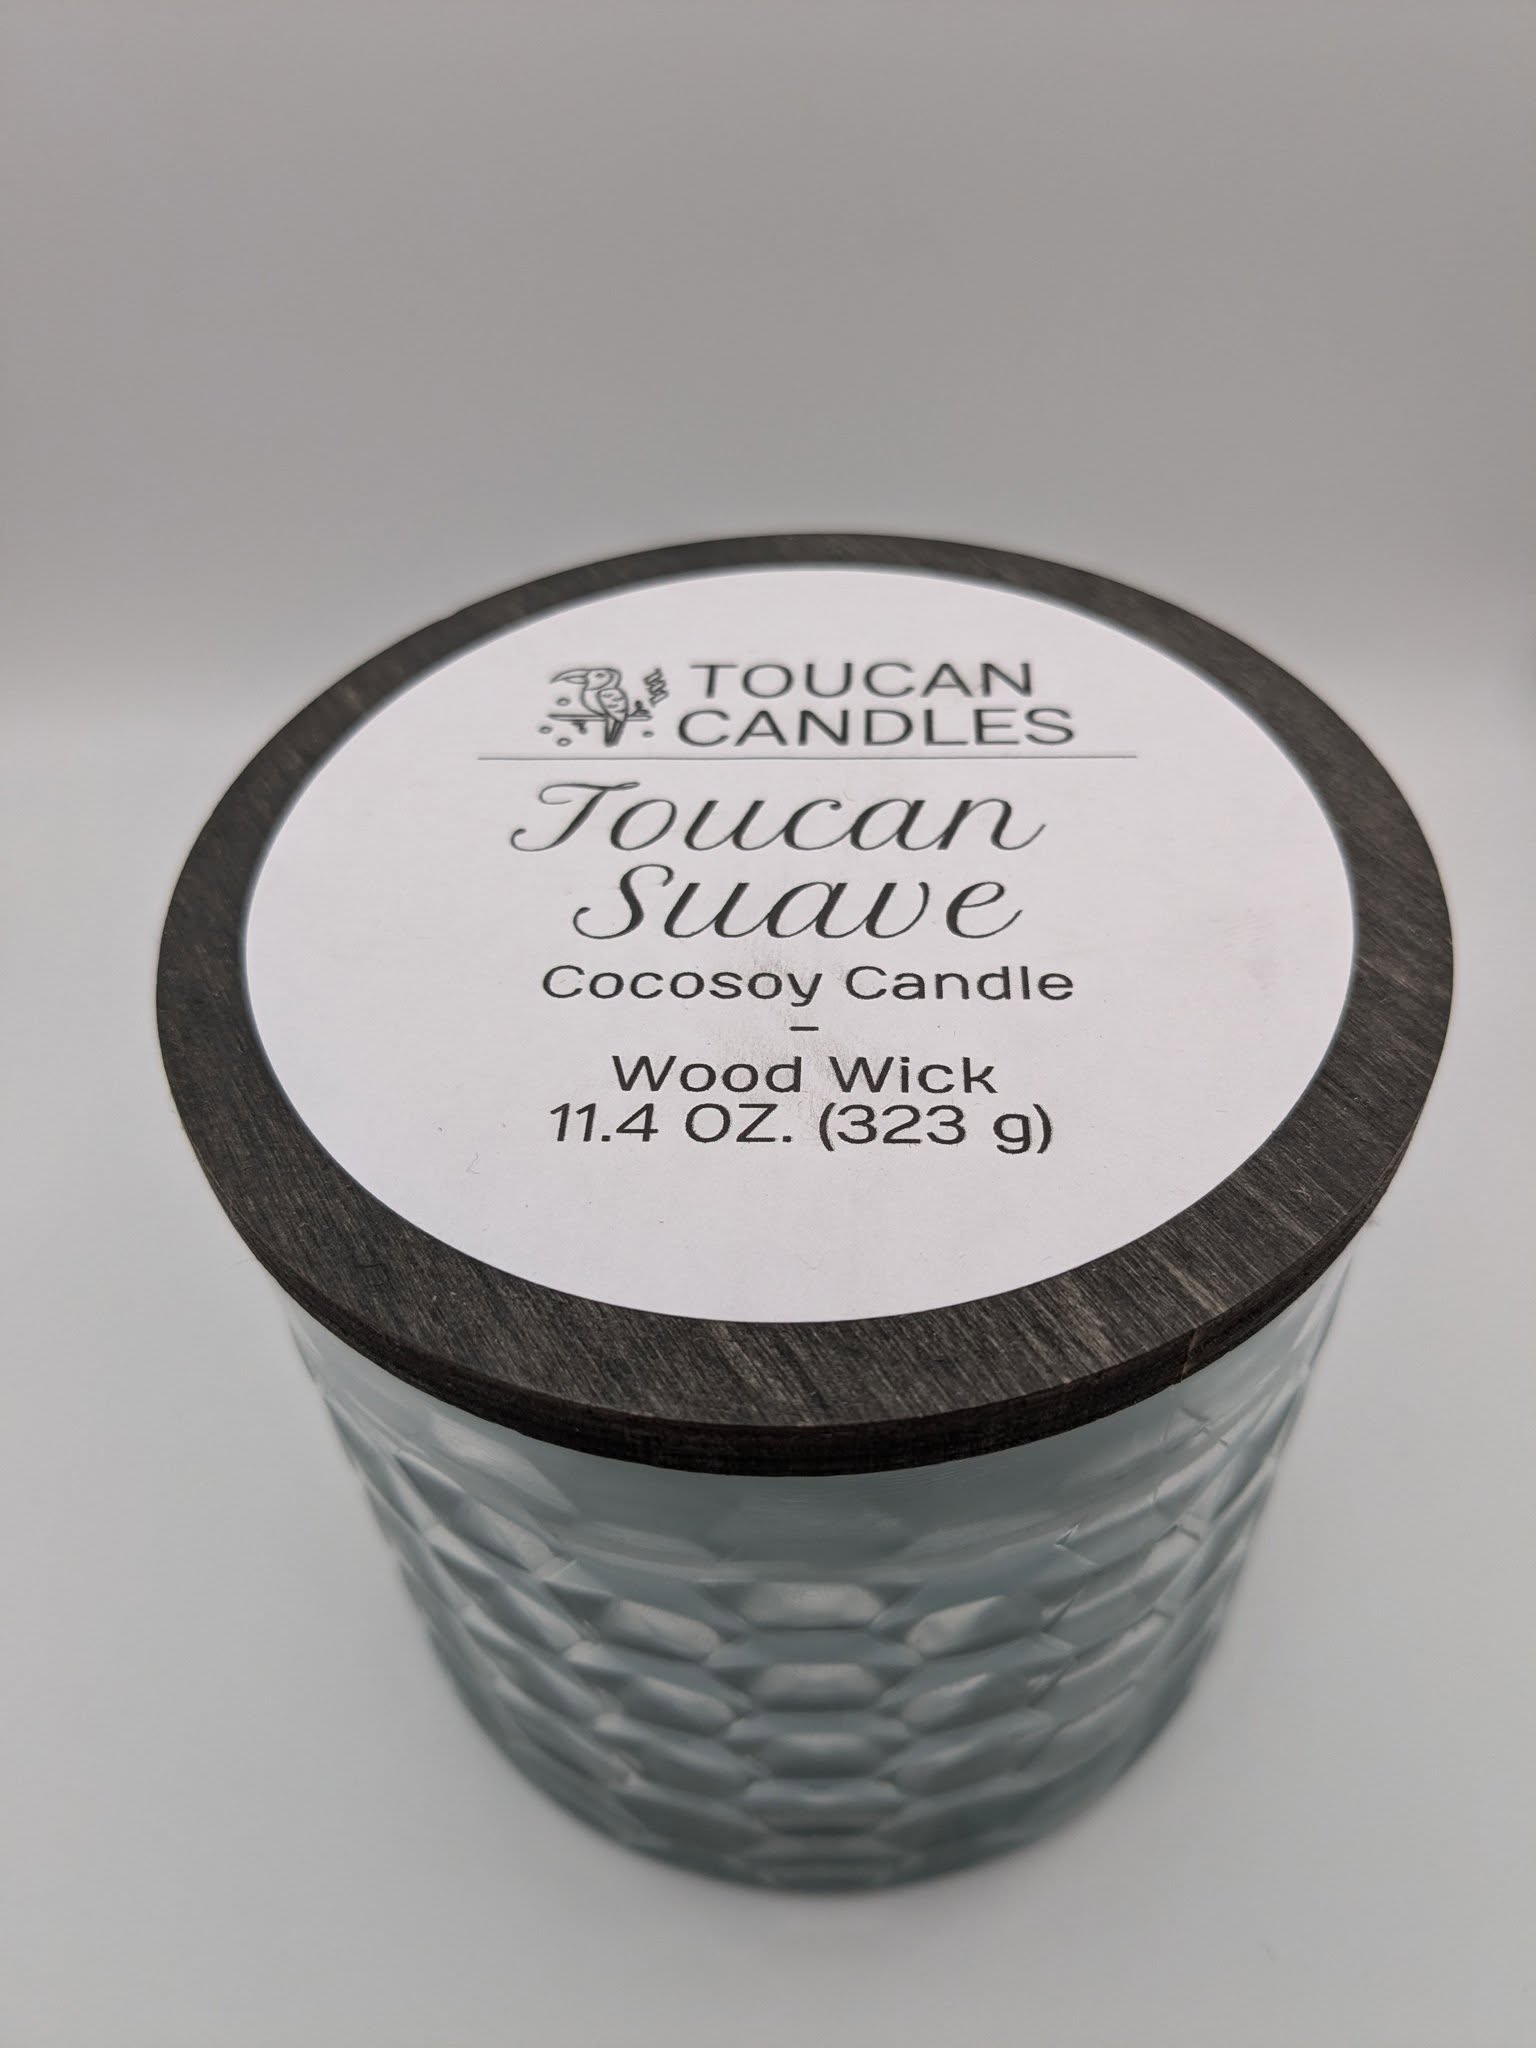 TOUCAN
CANDLES
Toucan
Suave
Cocosoy Candle
–
Wood Wick
11.4 OZ. (323 g)